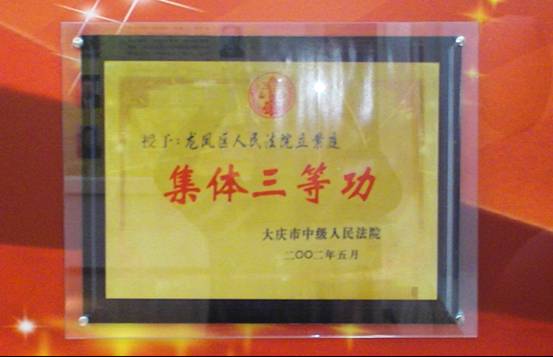 授予：龙凤区人民法院立案庭
集体三等功
大庆市中级人民法院
二〇〇二年五月